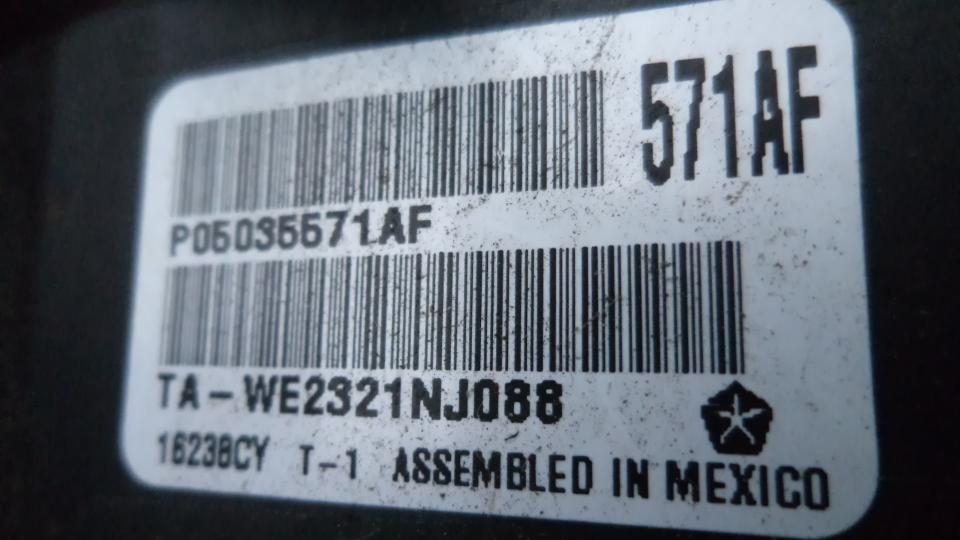 571AF
P05035571AF
TA-WE2321NJ088
16238CY T-1 ASSEMBLED IN MEXICO